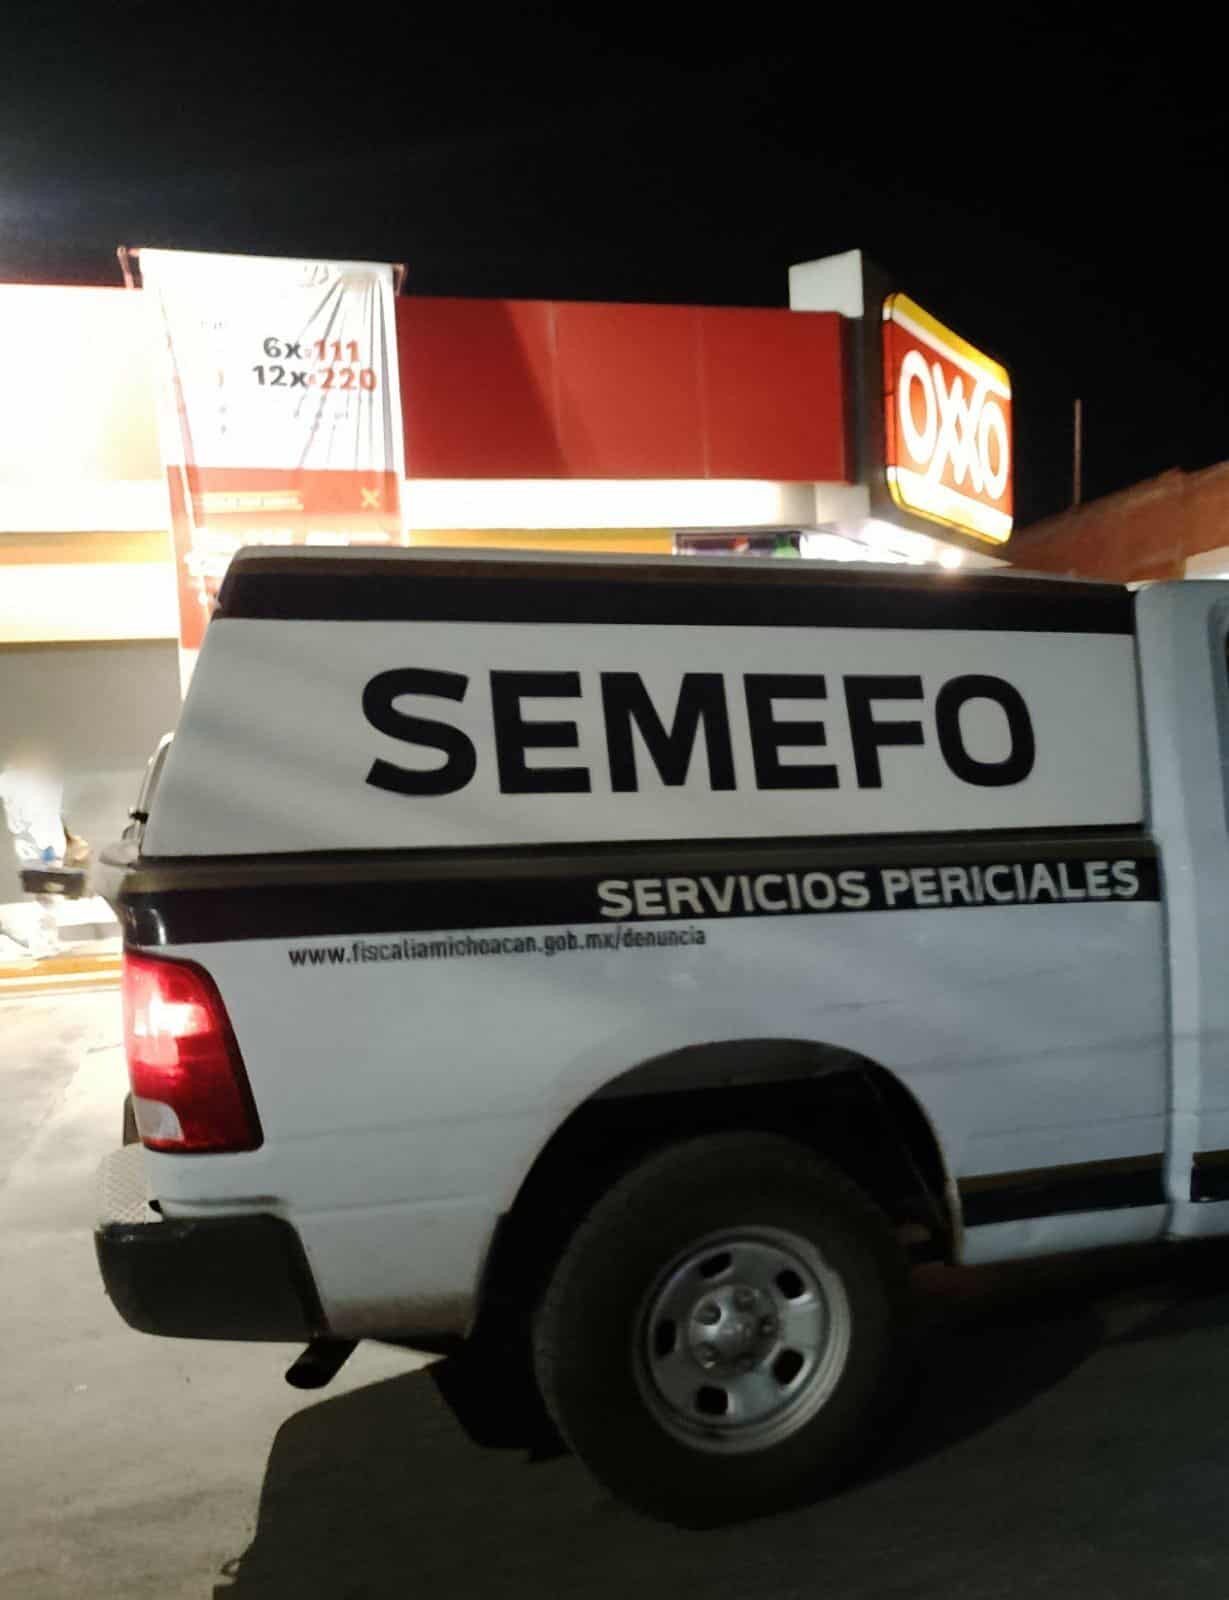 6x$111
12x$220
OXXO
SEMEFO
SERVICIOS PERICIALES
www.fiscaliamichoacan.gob.mx/denuncia